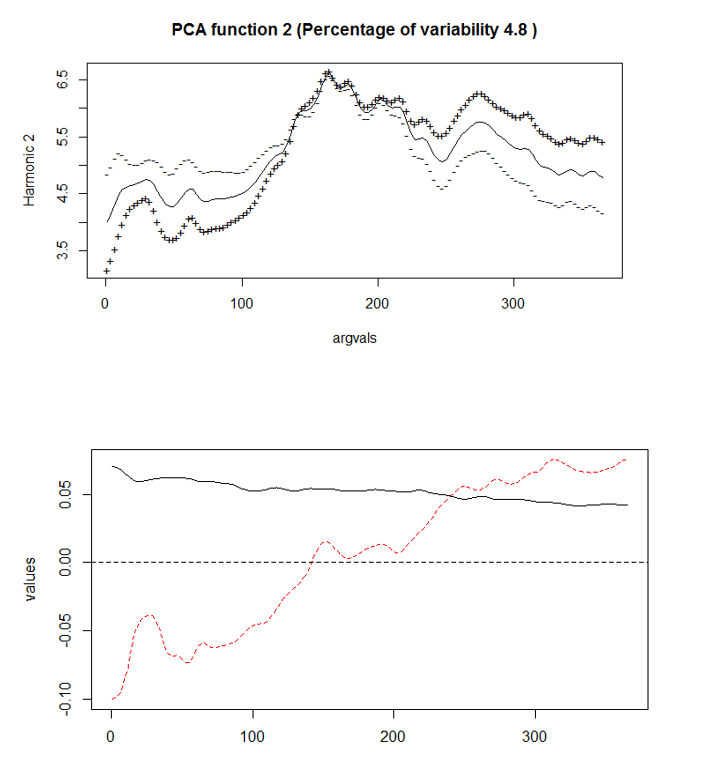 PCA function 2 (Percentage of variability 4.8 )
Harmonic 2
6.5
5.5
4.5
3.5
0 100 200 300
argvals
values
0.05
0.00
-0.05
-0.10
0 100 200 300